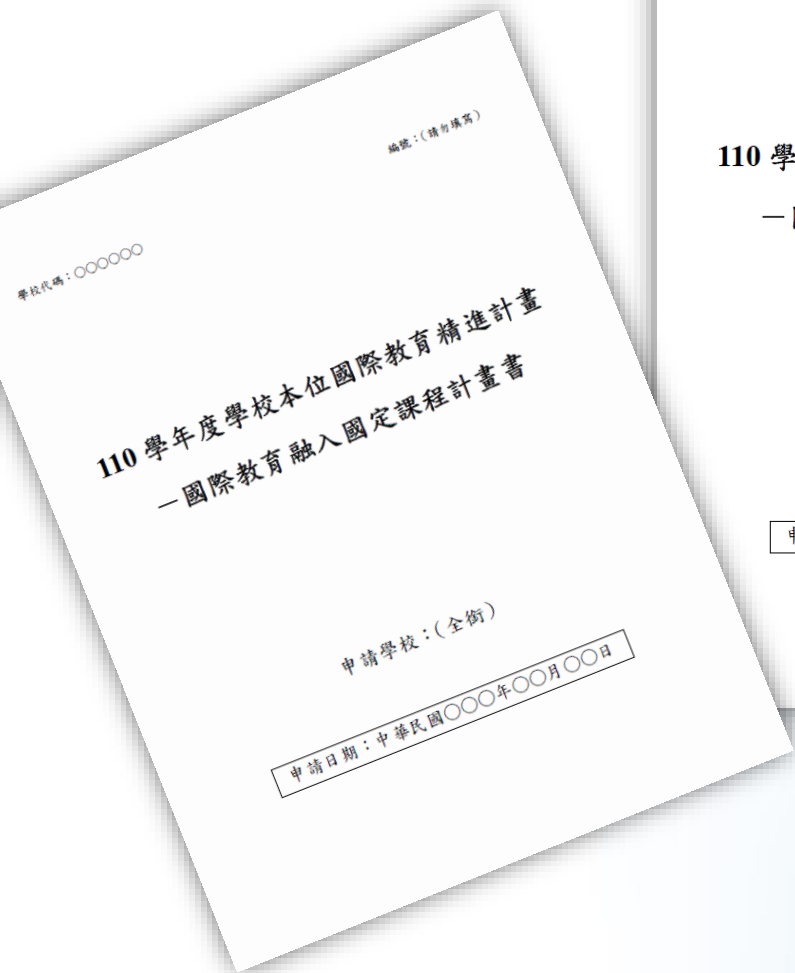 編號：(請勿填寫)
學校代碼：○○○○○○
110 學年度學校本位國際教育精進計畫
－國際教育融入國定課程計畫書
申請學校：(全銜)
申請日期：中華民國○○○年○○月○○日
110 學
－
申